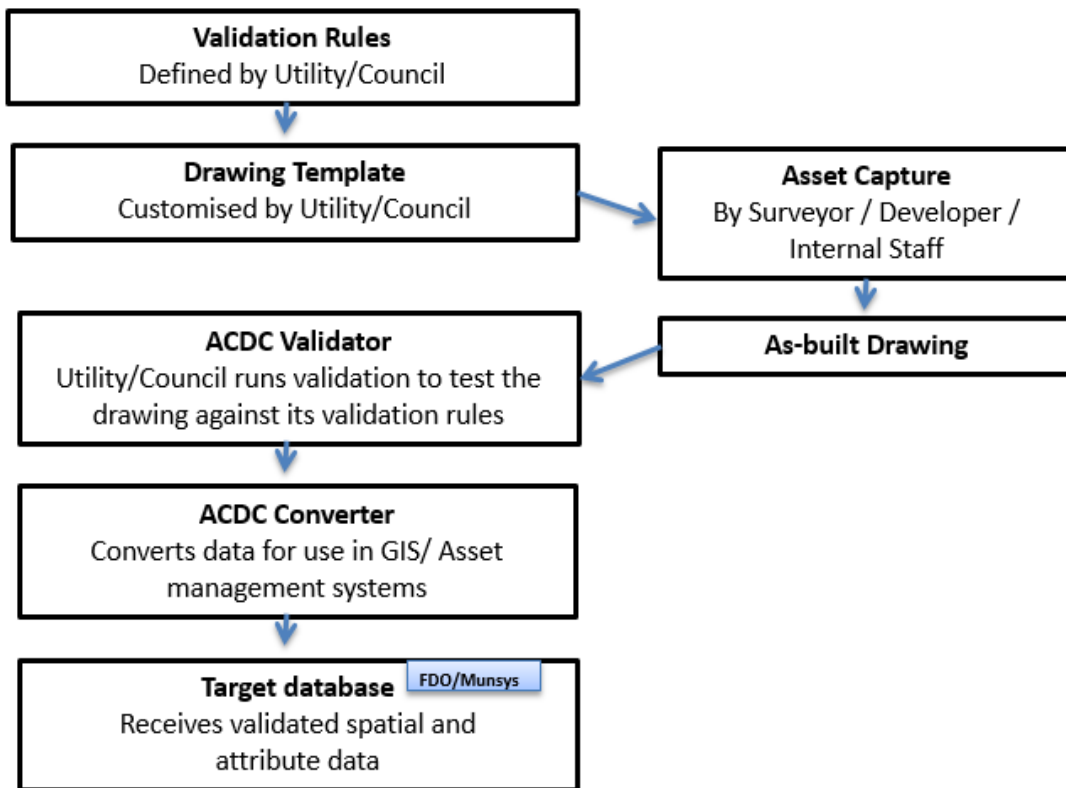 Validation Rules
Defined by Utility/Council
Drawing Template
Customised by Utility/Council
Asset Capture
By Surveyor / Developer /
Internal Staff
As-built Drawing
ACDC Validator
Utility/Council runs validation to test the
drawing against its validation rules
ACDC Converter
Converts data for use in GIS/ Asset
management systems
Target database
FDO/Munsys
Receives validated spatial and
attribute data